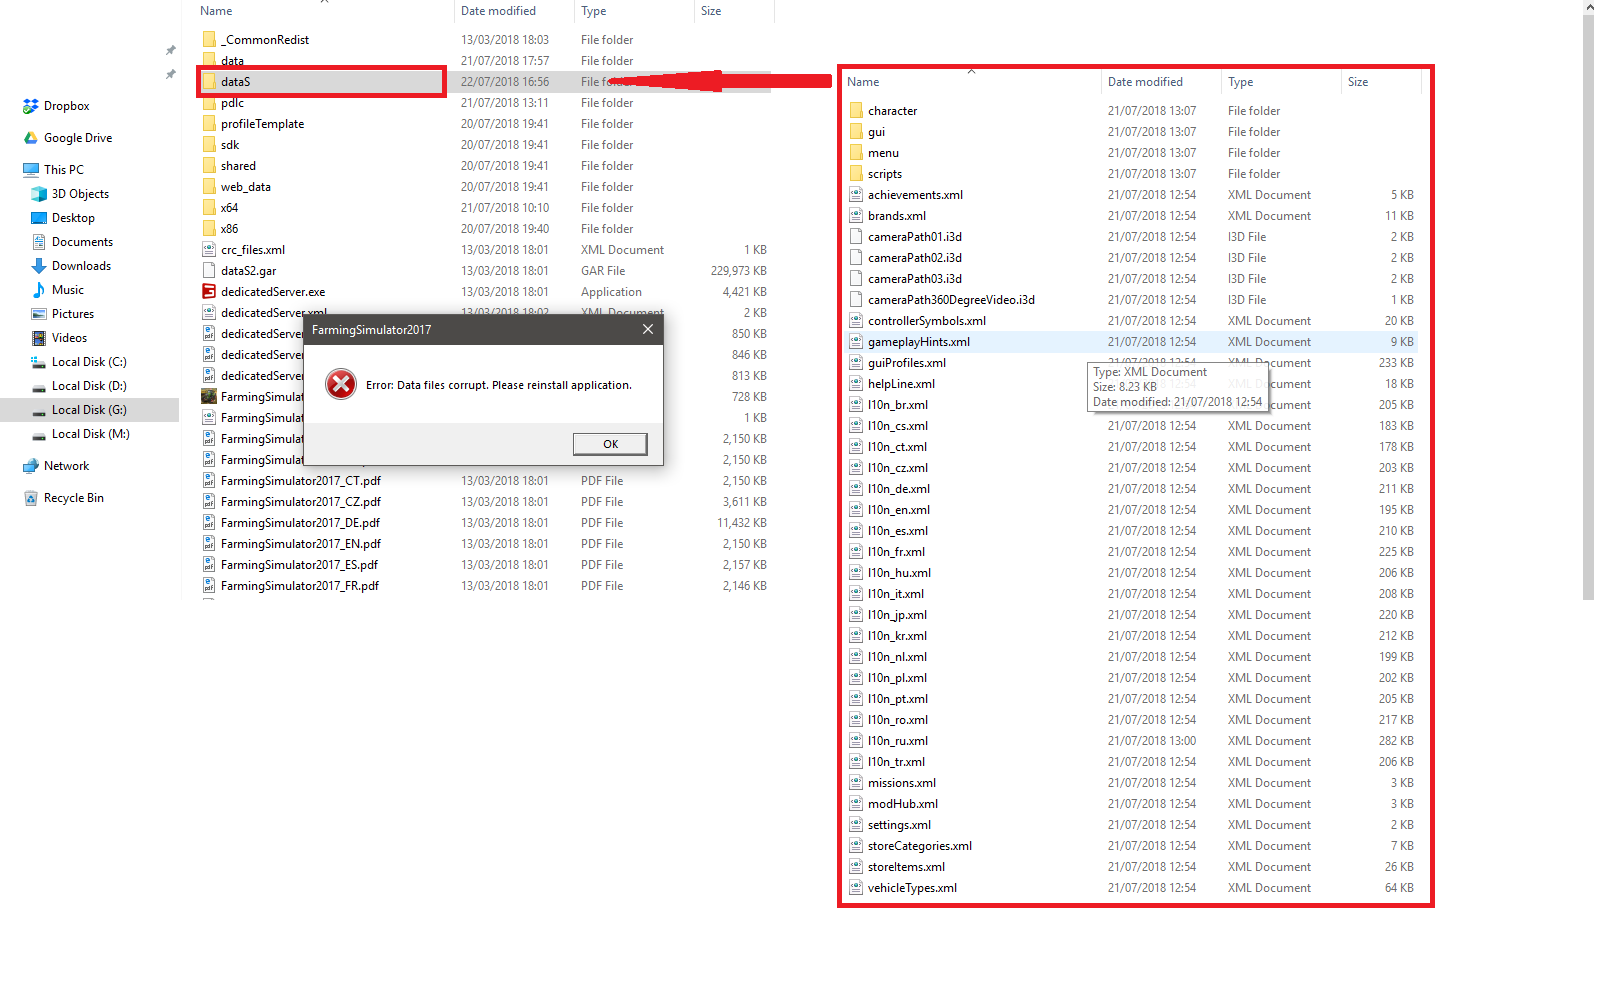 Name Date modified Type Size
_CommonRedist 13/03/2018 18:03 File folder
data 21/07/2018 17:57 File folder
dataS 22/07/2018 16:56 File folder
pdlc 21/07/2018 13:11 File folder
profileTemplate 20/07/2018 19:41 File folder
sdk 20/07/2018 19:41 File folder
shared 20/07/2018 19:41 File folder
web_data 20/07/2018 19:41 File folder
x64 21/07/2018 10:10 File folder
x86 20/07/2018 19:40 File folder
crc_files.xml 13/03/2018 18:01 XML Document 1 KB
dataS2.gar 13/03/2018 18:01 GAR File 229,973 KB
dedicatedServer.exe 13/03/2018 18:01 Application 4,421 KB
dedicatedServer.xml 13/03/2018 18:02 XML Document 2 KB
dedicatedServer 850 KB
dedicatedServer 846 KB
dedicatedServer 813 KB
FarmingSimulat 728 KB
FarmingSimulat 1 KB
FarmingSimulat 2,150 KB
FarmingSimulat 2,150 KB
FarmingSimulator2017_CT.pdf 13/03/2018 18:01 PDF File 2,150 KB
FarmingSimulator2017_CZ.pdf 13/03/2018 18:01 PDF File 3,611 KB
FarmingSimulator2017_DE.pdf 13/03/2018 18:01 PDF File 11,432 KB
FarmingSimulator2017_EN.pdf 13/03/2018 18:01 PDF File 2,150 KB
FarmingSimulator2017_ES.pdf 13/03/2018 18:01 PDF File 2,157 KB
FarmingSimulator2017_FR.pdf 13/03/2018 18:01 PDF File 2,146 KB
Dropbox
Google Drive
This PC
3D Objects
Desktop
Documents
Downloads
Music
Pictures
Videos
Local Disk (C:)
Local Disk (D:)
Local Disk (G:)
Local Disk (M:)
Network
Recycle Bin
FarmingSimulator2017
Error: Data files corrupt. Please reinstall application.
OK
Name Date modified Type Size
character 21/07/2018 13:07 File folder
gui 21/07/2018 13:07 File folder
menu 21/07/2018 13:07 File folder
scripts 21/07/2018 13:07 File folder
achievements.xml 21/07/2018 12:54 XML Document 5 KB
brands.xml 21/07/2018 12:54 XML Document 11 KB
cameraPath01.i3d 21/07/2018 12:54 I3D File 2 KB
cameraPath02.i3d 21/07/2018 12:54 I3D File 2 KB
cameraPath03.i3d 21/07/2018 12:54 I3D File 2 KB
cameraPath360DegreeVideo.i3d 21/07/2018 12:54 I3D File 1 KB
controllerSymbols.xml 21/07/2018 12:54 XML Document 20 KB
gameplayHints.xml 21/07/2018 12:54 XML Document 9 KB
guiProfiles.xml 21/07/2018 12:54 XML Document 233 KB
helpLine.xml 18 KB
l10n_br.xml 205 KB
l10n_cs.xml 21/07/2018 12:54 XML Document 183 KB
l10n_ct.xml 21/07/2018 12:54 XML Document 178 KB
l10n_cz.xml 21/07/2018 12:54 XML Document 203 KB
l10n_de.xml 21/07/2018 12:54 XML Document 211 KB
l10n_en.xml 21/07/2018 12:54 XML Document 195 KB
l10n_es.xml 21/07/2018 12:54 XML Document 210 KB
l10n_fr.xml 21/07/2018 12:54 XML Document 225 KB
l10n_hu.xml 21/07/2018 12:54 XML Document 206 KB
l10n_it.xml 21/07/2018 12:54 XML Document 208 KB
l10n_jp.xml 21/07/2018 12:54 XML Document 220 KB
l10n_kr.xml 21/07/2018 12:54 XML Document 212 KB
l10n_nl.xml 21/07/2018 12:54 XML Document 199 KB
l10n_pl.xml 21/07/2018 12:54 XML Document 202 KB
l10n_pt.xml 21/07/2018 12:54 XML Document 205 KB
l10n_ro.xml 21/07/2018 12:54 XML Document 217 KB
l10n_ru.xml 21/07/2018 13:00 XML Document 282 KB
l10n_tr.xml 21/07/2018 12:54 XML Document 206 KB
missions.xml 21/07/2018 12:54 XML Document 3 KB
modHub.xml 21/07/2018 12:54 XML Document 3 KB
settings.xml 21/07/2018 12:54 XML Document 2 KB
storeCategories.xml 21/07/2018 12:54 XML Document 7 KB
storeItems.xml 21/07/2018 12:54 XML Document 26 KB
vehicleTypes.xml 21/07/2018 12:54 XML Document 64 KB
Type: XML Document
Size: 8.23 KB
Date modified: 21/07/2018 12:54